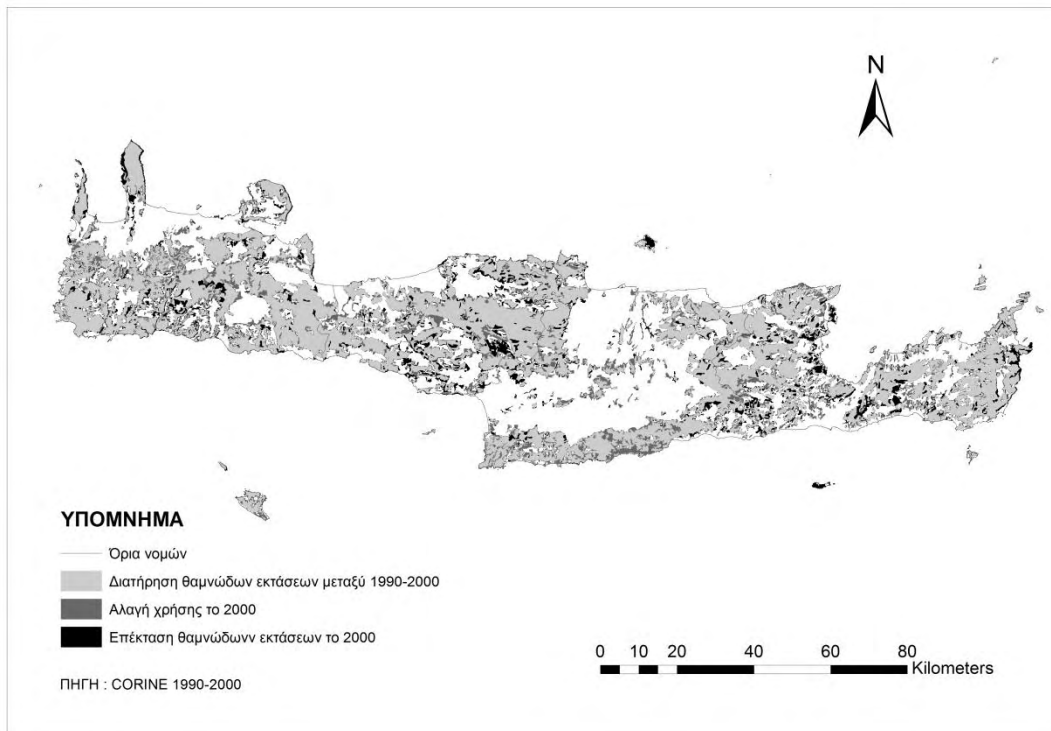 N
ΥΠΟΜΝΗΜΑ
Όρια νομών
Διατήρηση θαμνώδων εκτάσεων μεταξύ 1990-2000
Αλαγή χρήσης το 2000
Επέκταση θαμνώδωνν εκτάσεων το 2000
ΠΗΓΗ : CORINE 1990-2000
0 10 20 40 60 80
Kilometers